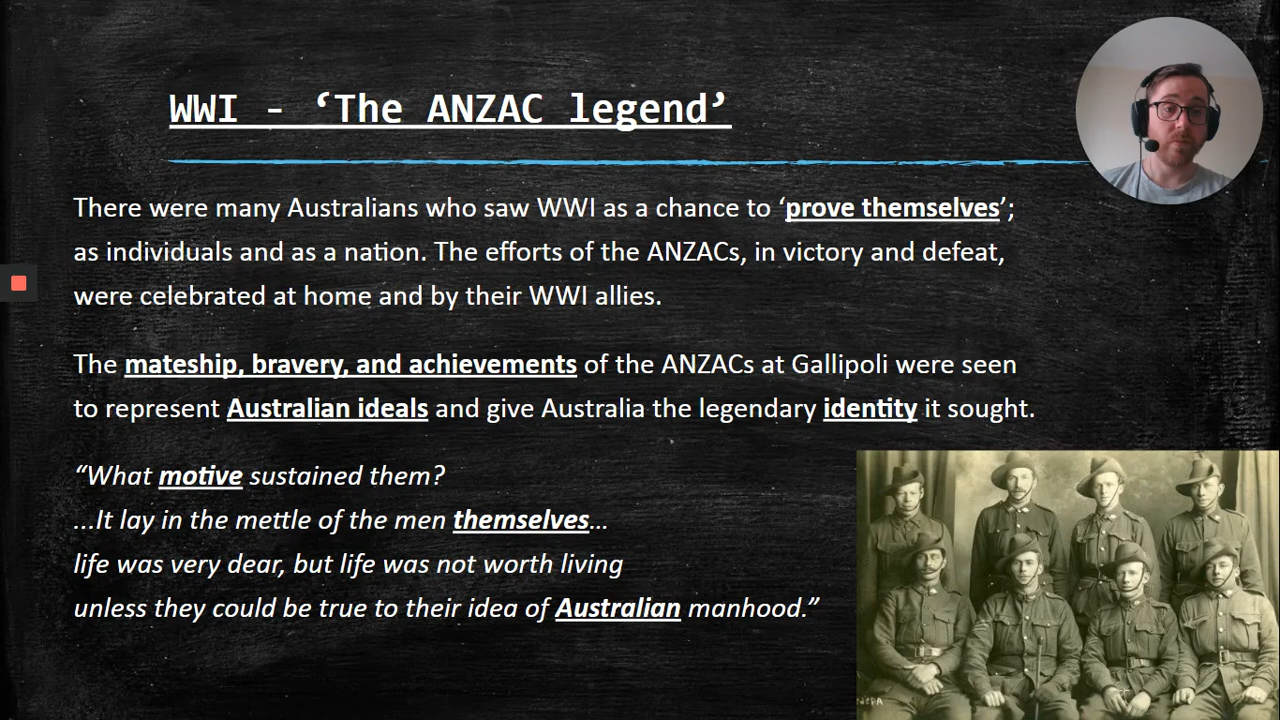 WWI - ‘The ANZAC legend’
There were many Australians who saw WWI as a chance to ‘prove themselves’;
as individuals and as a nation. The efforts of the ANZACs, in victory and defeat,
were celebrated at home and by their WWI allies.
The mateship, bravery, and achievements of the ANZACs at Gallipoli were seen
to represent Australian ideals and give Australia the legendary identity it sought.
“What motive sustained them?
...It lay in the mettle of the men themselves...
life was very dear, but life was not worth living
unless they could be true to their idea of Australian manhood.”